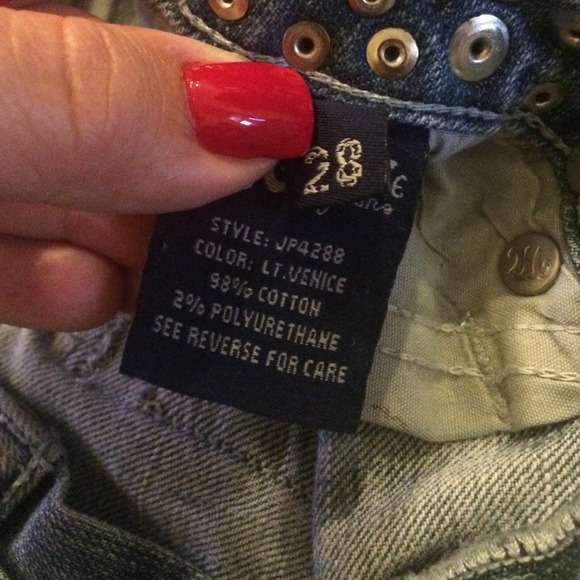 28
STYLE: JP4288
COLOR: LT.VENICE
98% COTTON
2% POLYURETHANE
SEE REVERSE FOR CARE